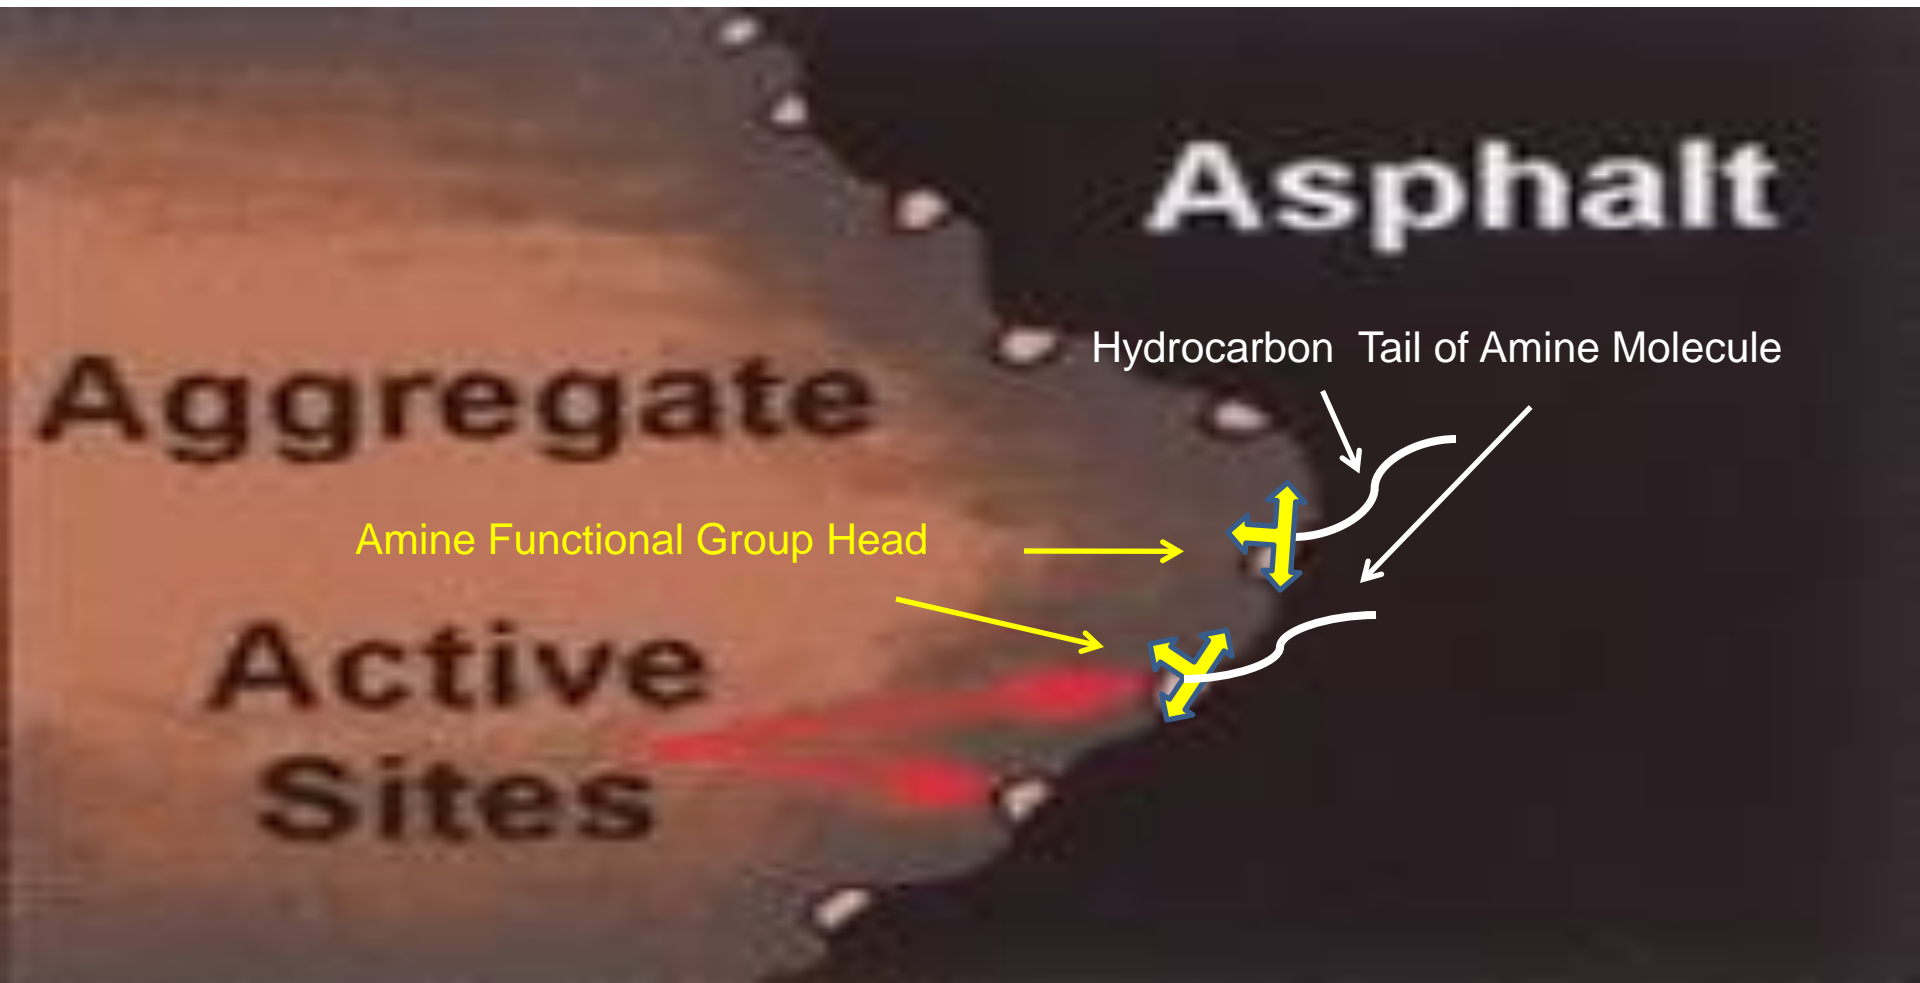 Asphalt
Hydrocarbon  Tail of Amine Molecule
Aggregate
Amine Functional Group Head
Active
Sites